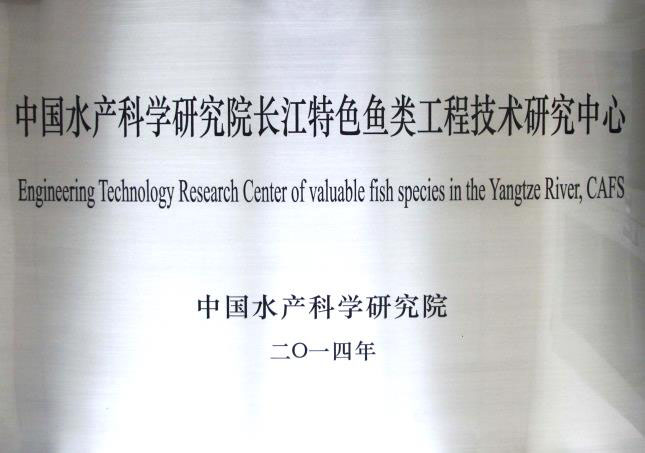 中国水产科学研究院长江特色鱼类工程技术研究中心
Engineering Technology Research Center of valuable fish species in the Yangtze River, CAFS
中国水产科学研究院
二〇一四年